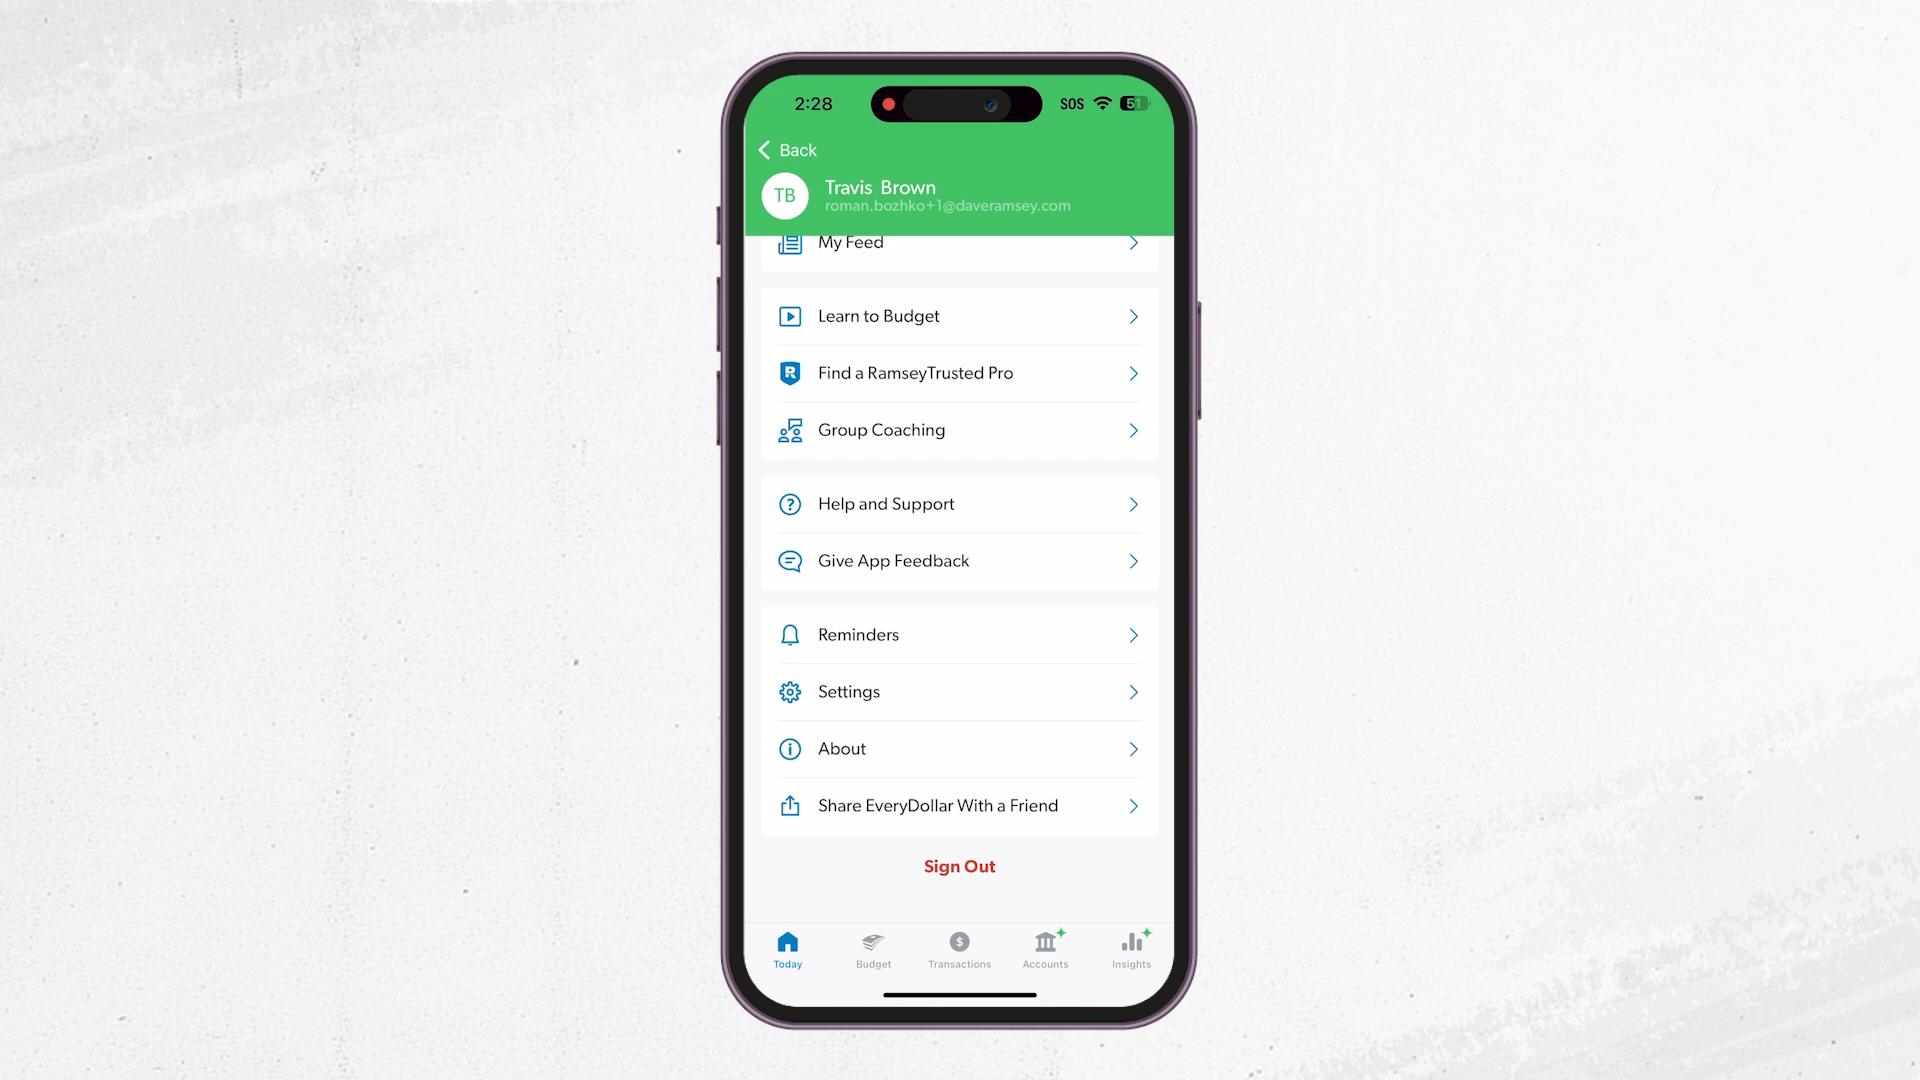 2:28
SOS
51
Back
TB
Travis Brown
roman.bozhko+1@daveramsey.com
My Feed
Learn to Budget
R
Find a RamseyTrusted Pro
Group Coaching
Help and Support
Give App Feedback
Reminders
Settings
About
Share EveryDollar With a Friend
Sign Out
Today
Budget
Transactions
Accounts
Insights